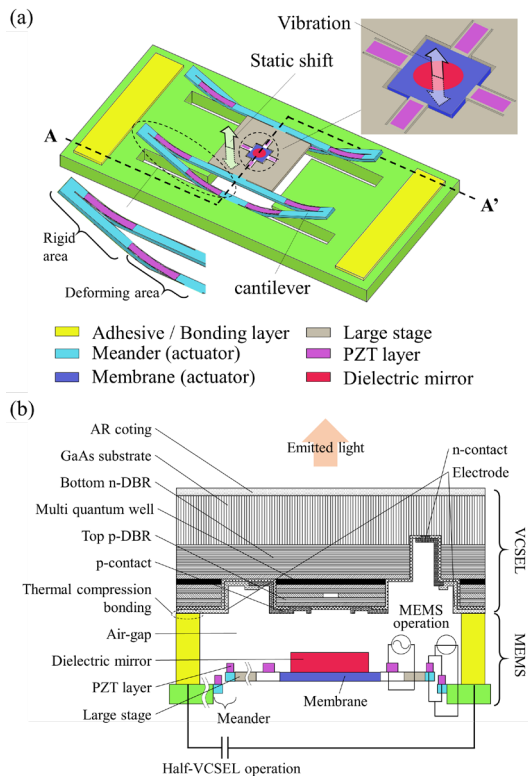 (a)
Vibration
Static shift
A
A'
Rigid
area
Deforming area
cantilever
Adhesive / Bonding layer
Meander (actuator)
Membrane (actuator)
Large stage
PZT layer
Dielectric mirror
(b)
AR coting
GaAs substrate
Bottom n-DBR
Multi quantum well
Top p-DBR
p-contact
Thermal compression
bonding
Air-gap
Dielectric mirror
PZT layer
Large stage
Meander
Membrane
Emitted light
n-contact
Electrode
VCSEL
MEMS
operation
MEMS
Half-VCSEL operation